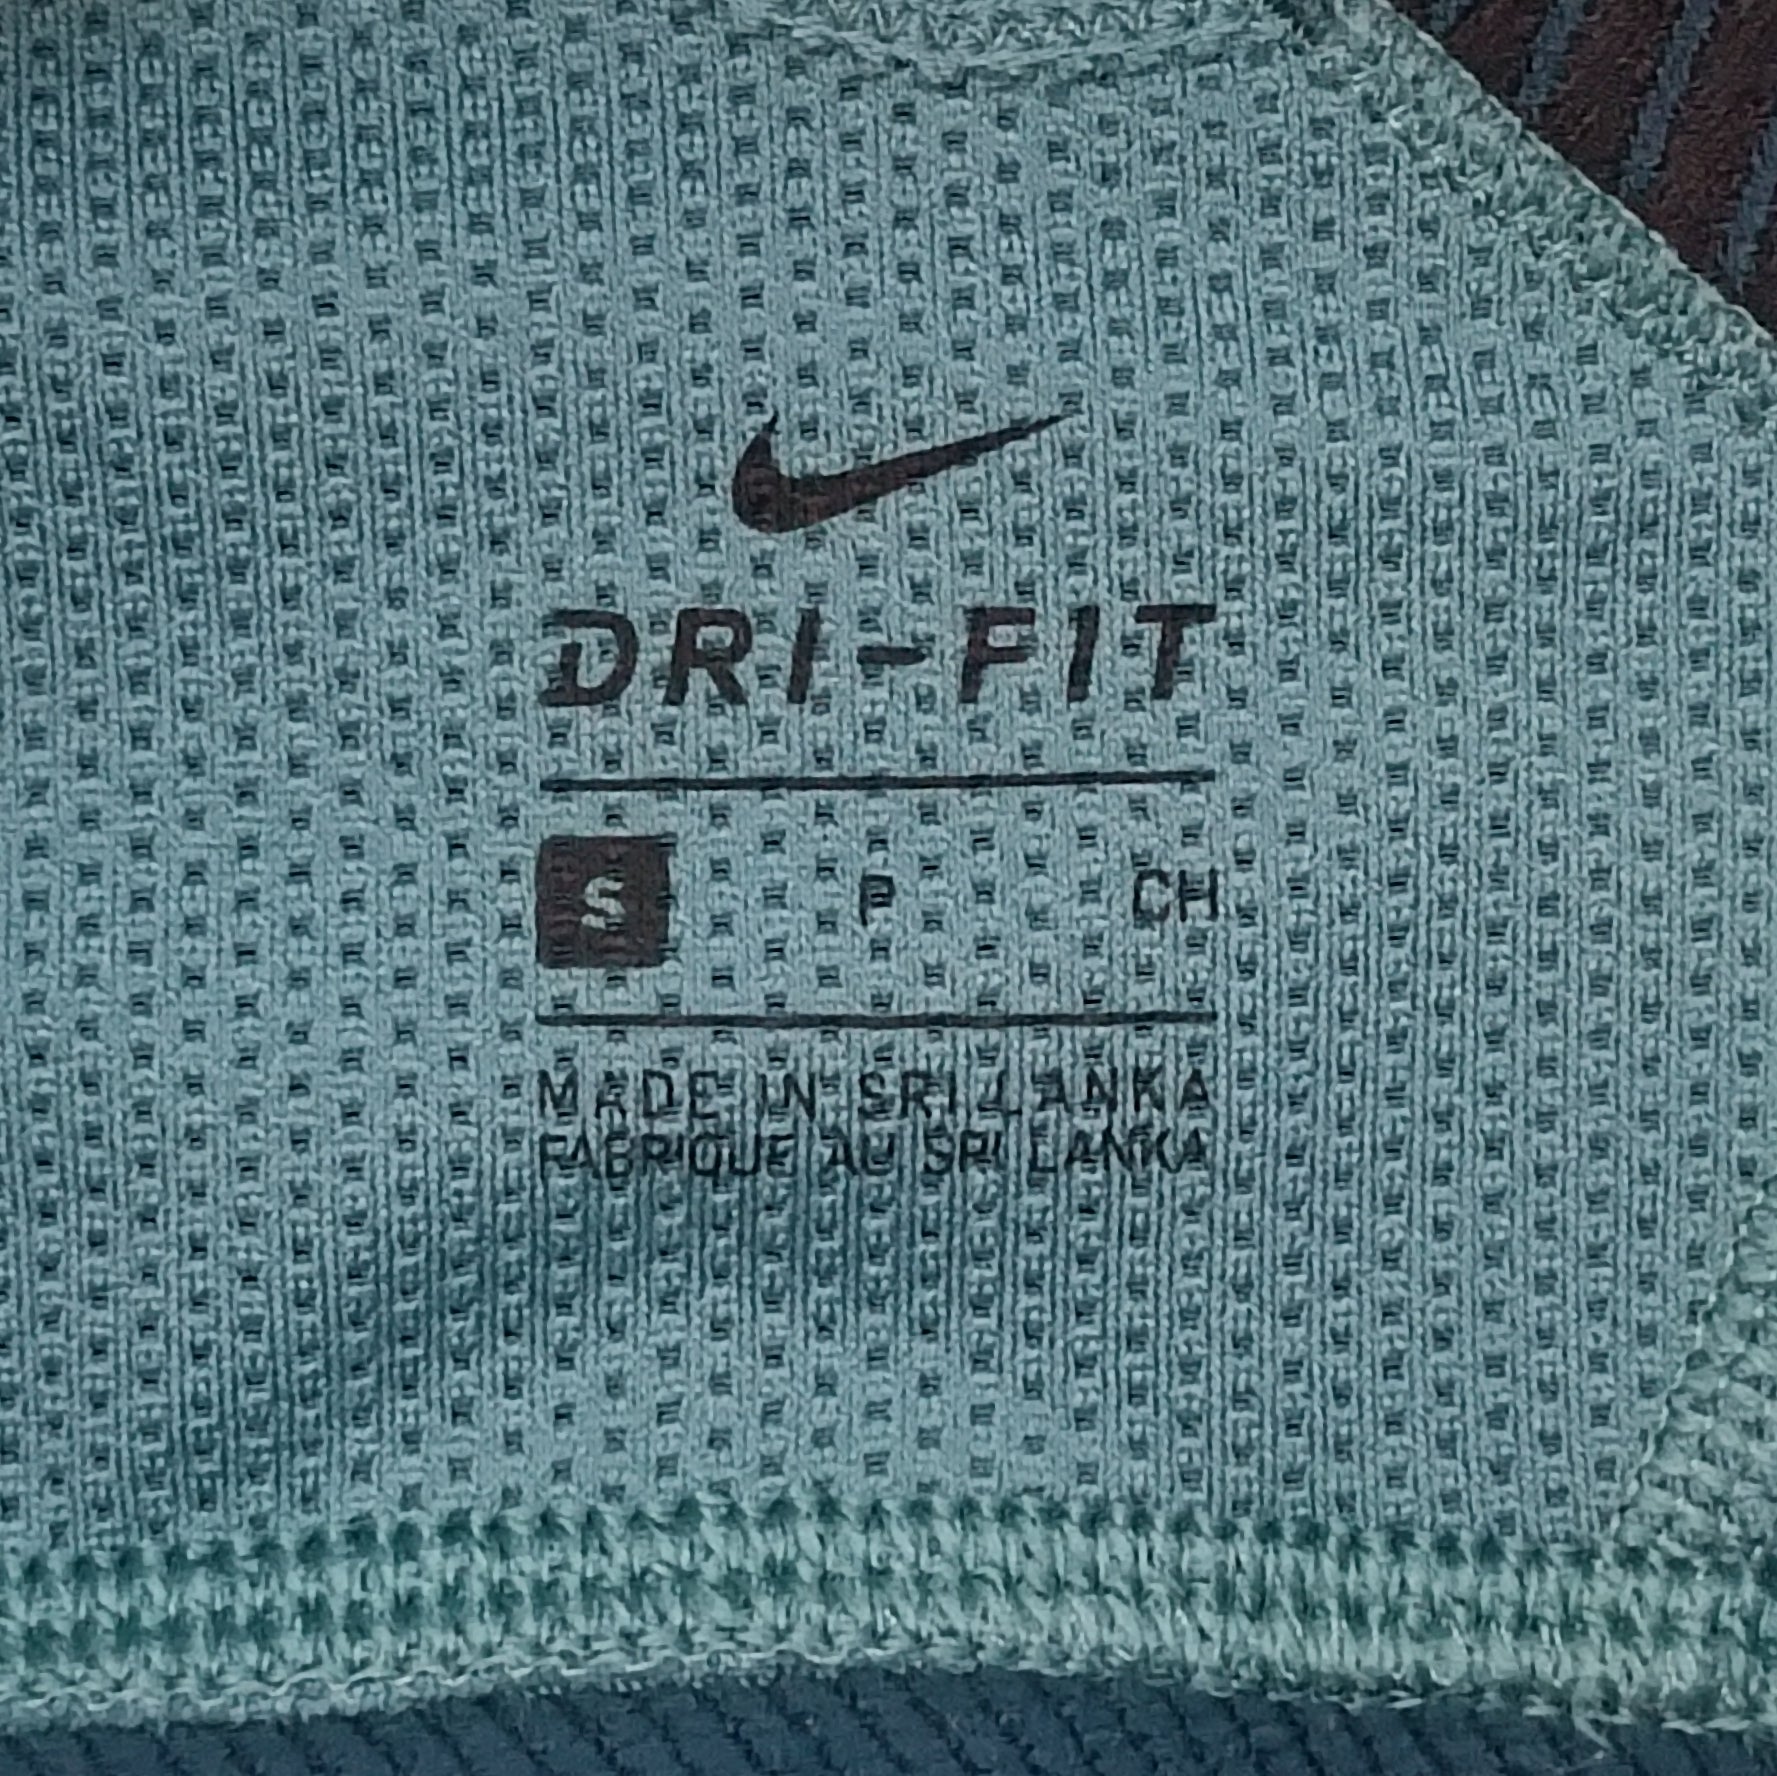 DRI-FIT
S P CH
MADE IN SRI LANKA
FABRIQUE AU SRI LANKA